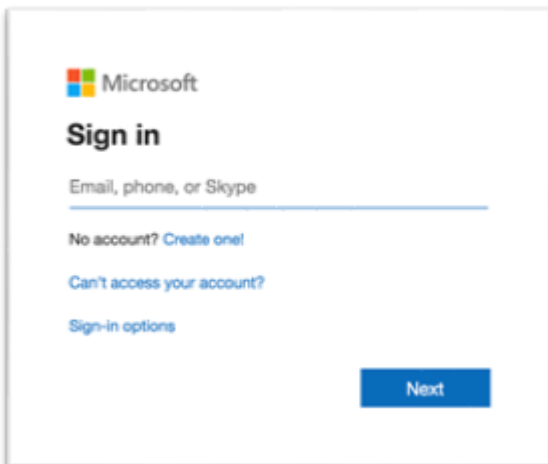 Microsoft
Sign in
Email, phone, or Skype
No account? Create one!
Can't access your account?
Sign-in options
Next